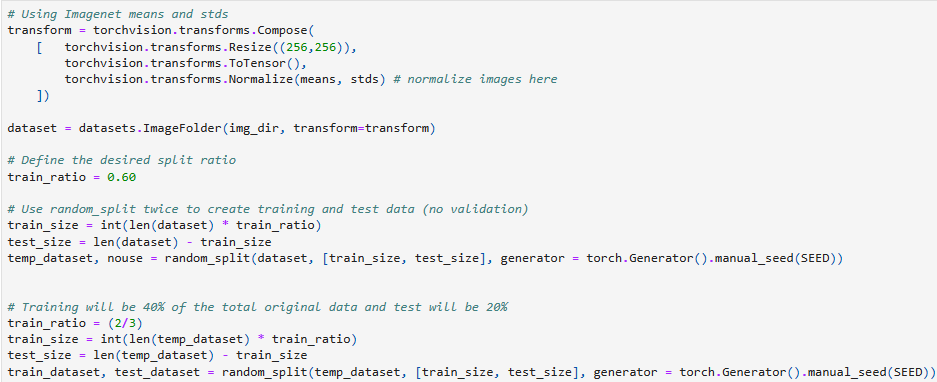 # Using Imagenet means and stds
transform = torchvision.transforms.Compose(
    [   torchvision.transforms.Resize((256,256)),
        torchvision.transforms.ToTensor(),
        torchvision.transforms.Normalize(means, stds) # normalize images here
    ])

dataset = datasets.ImageFolder(img_dir, transform=transform)

# Define the desired split ratio
train_ratio = 0.60

# Use random_split twice to create training and test data (no validation)
train_size = int(len(dataset) * train_ratio)
test_size = len(dataset) - train_size
temp_dataset, nouse = random_split(dataset, [train_size, test_size], generator = torch.Generator().manual_seed(SEED))


# Training will be 40% of the total original data and test will be 20%
train_ratio = (2/3)
train_size = int(len(temp_dataset) * train_ratio)
test_size = len(temp_dataset) - train_size
train_dataset, test_dataset = random_split(temp_dataset, [train_size, test_size], generator = torch.Generator().manual_seed(SEED))